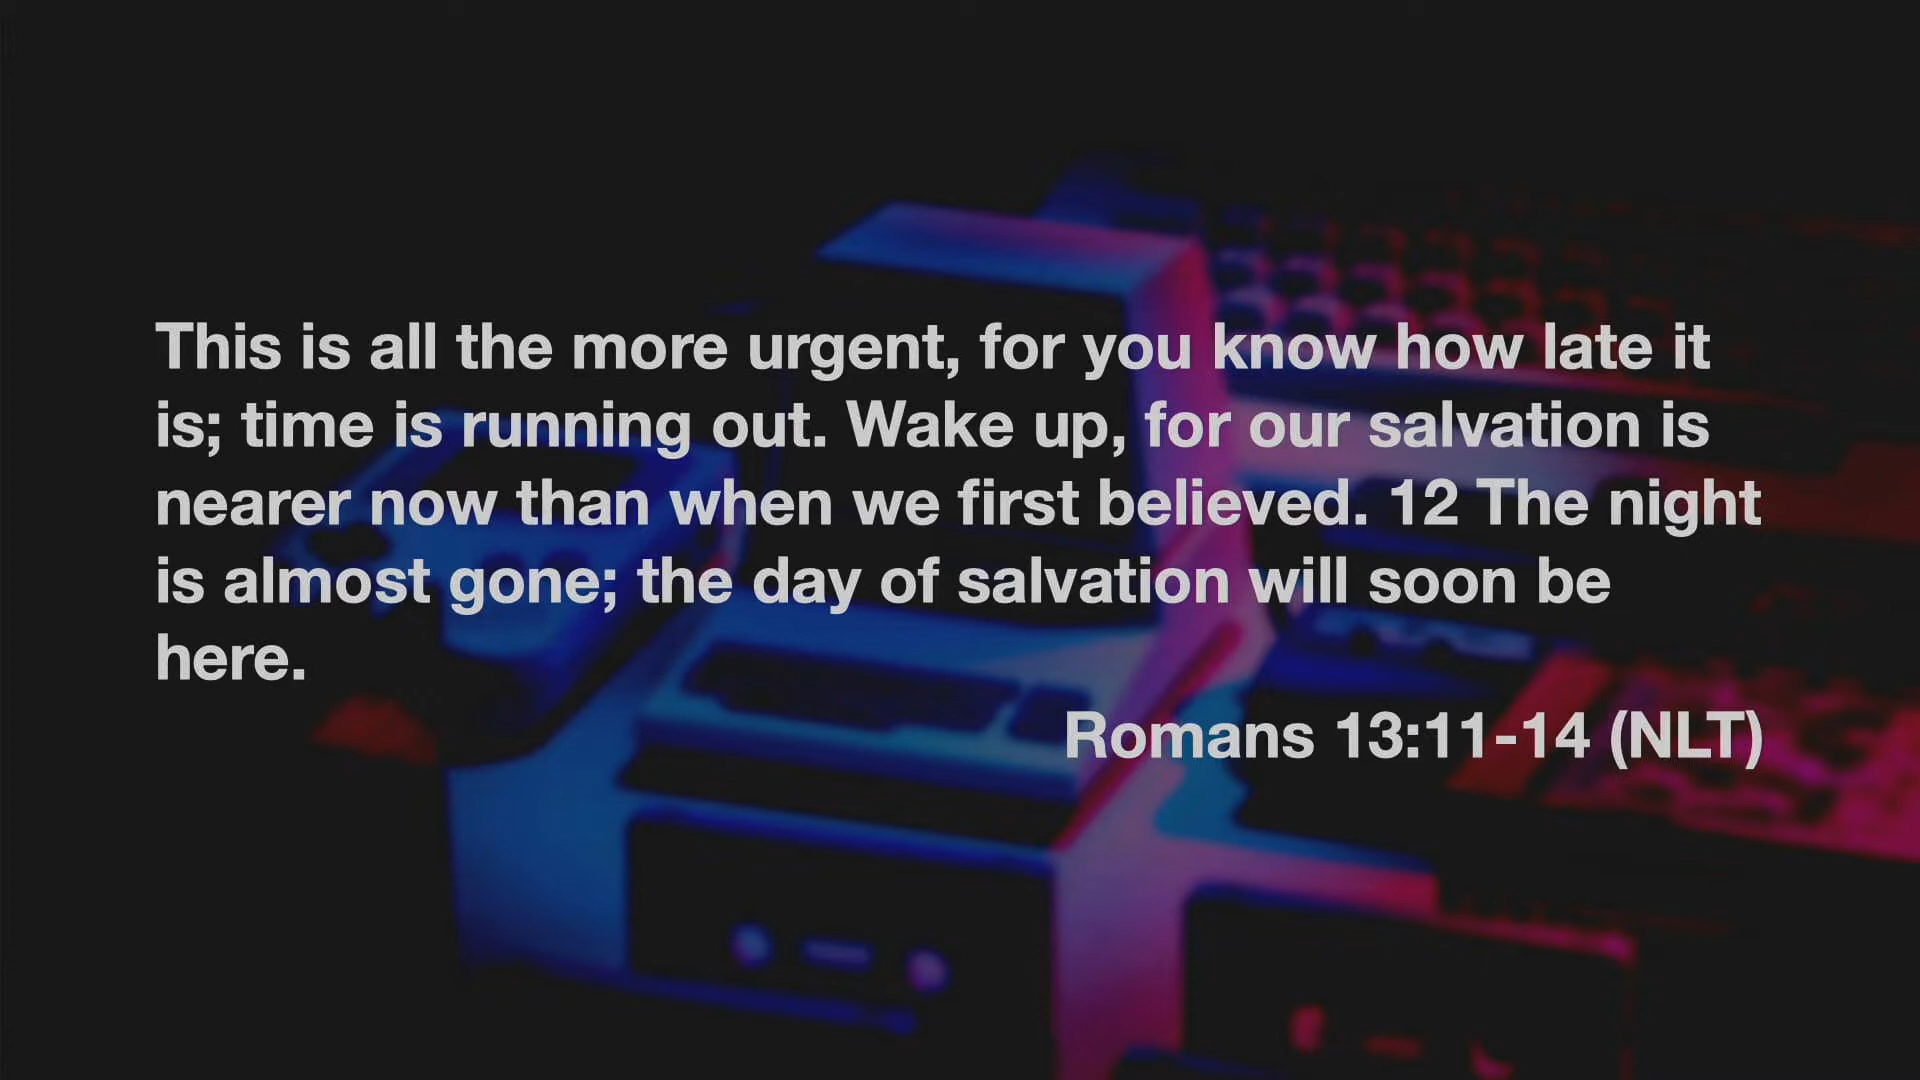 This is all the more urgent, for you know how late it
is; time is running out. Wake up, for our salvation is
nearer now than when we first believed. 12 The night
is almost gone; the day of salvation will soon be
here.
Romans 13:11-14 (NLT)